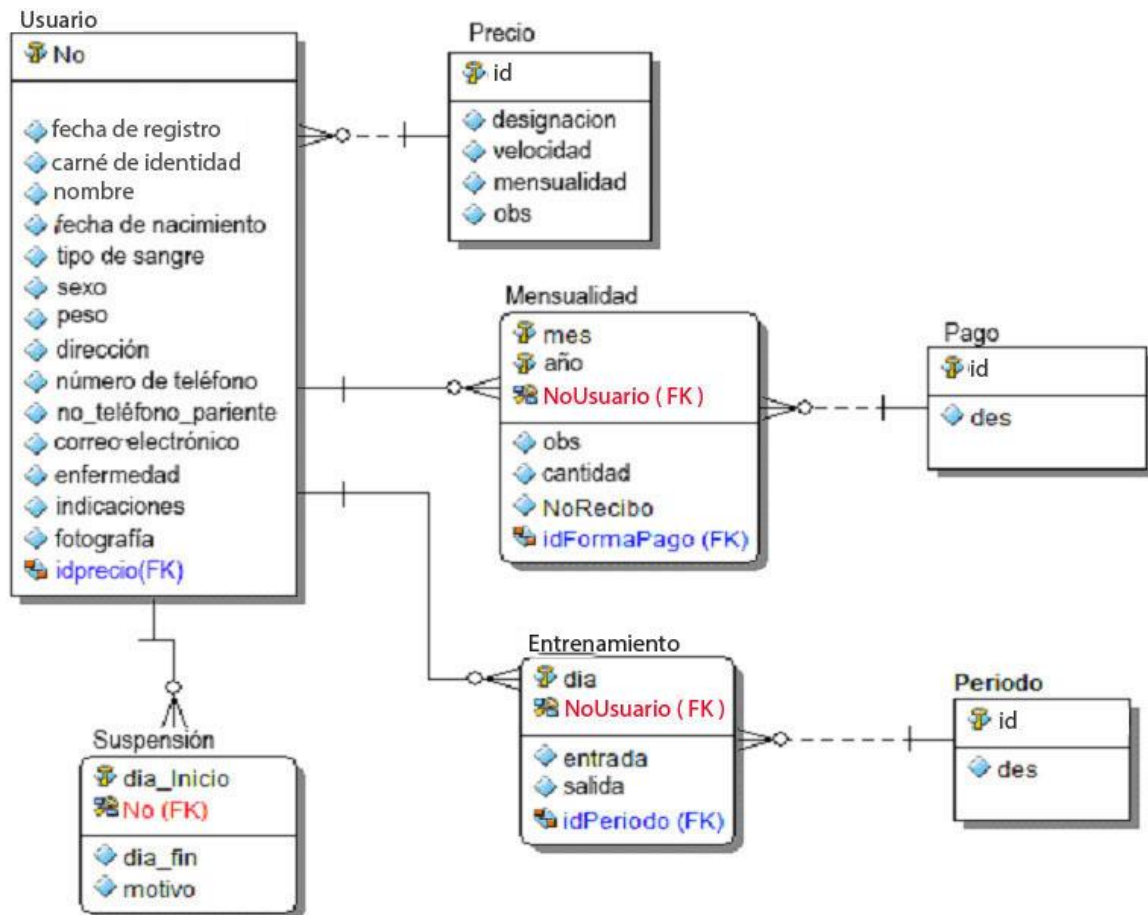 Usuario
No
fecha de registro
carné de identidad
nombre
fecha de nacimiento
tipo de sangre
sexo
peso
dirección
número de teléfono
no_teléfono_pariente
correo electrónico
enfermedad
indicaciones
fotografía
idprecio(FK)
Precio
id
designacion
velocidad
mensualidad
obs
Mensualidad
mes
año
NoUsuario ( FK )
obs
cantidad
NoRecibo
idFormaPago (FK)
Pago
id
des
Entrenamiento
dia
NoUsuario ( FK )
entrada
salida
idPeriodo (FK)
Periodo
id
des
Suspensión
dia_Inicio
No (FK)
dia_fin
motivo